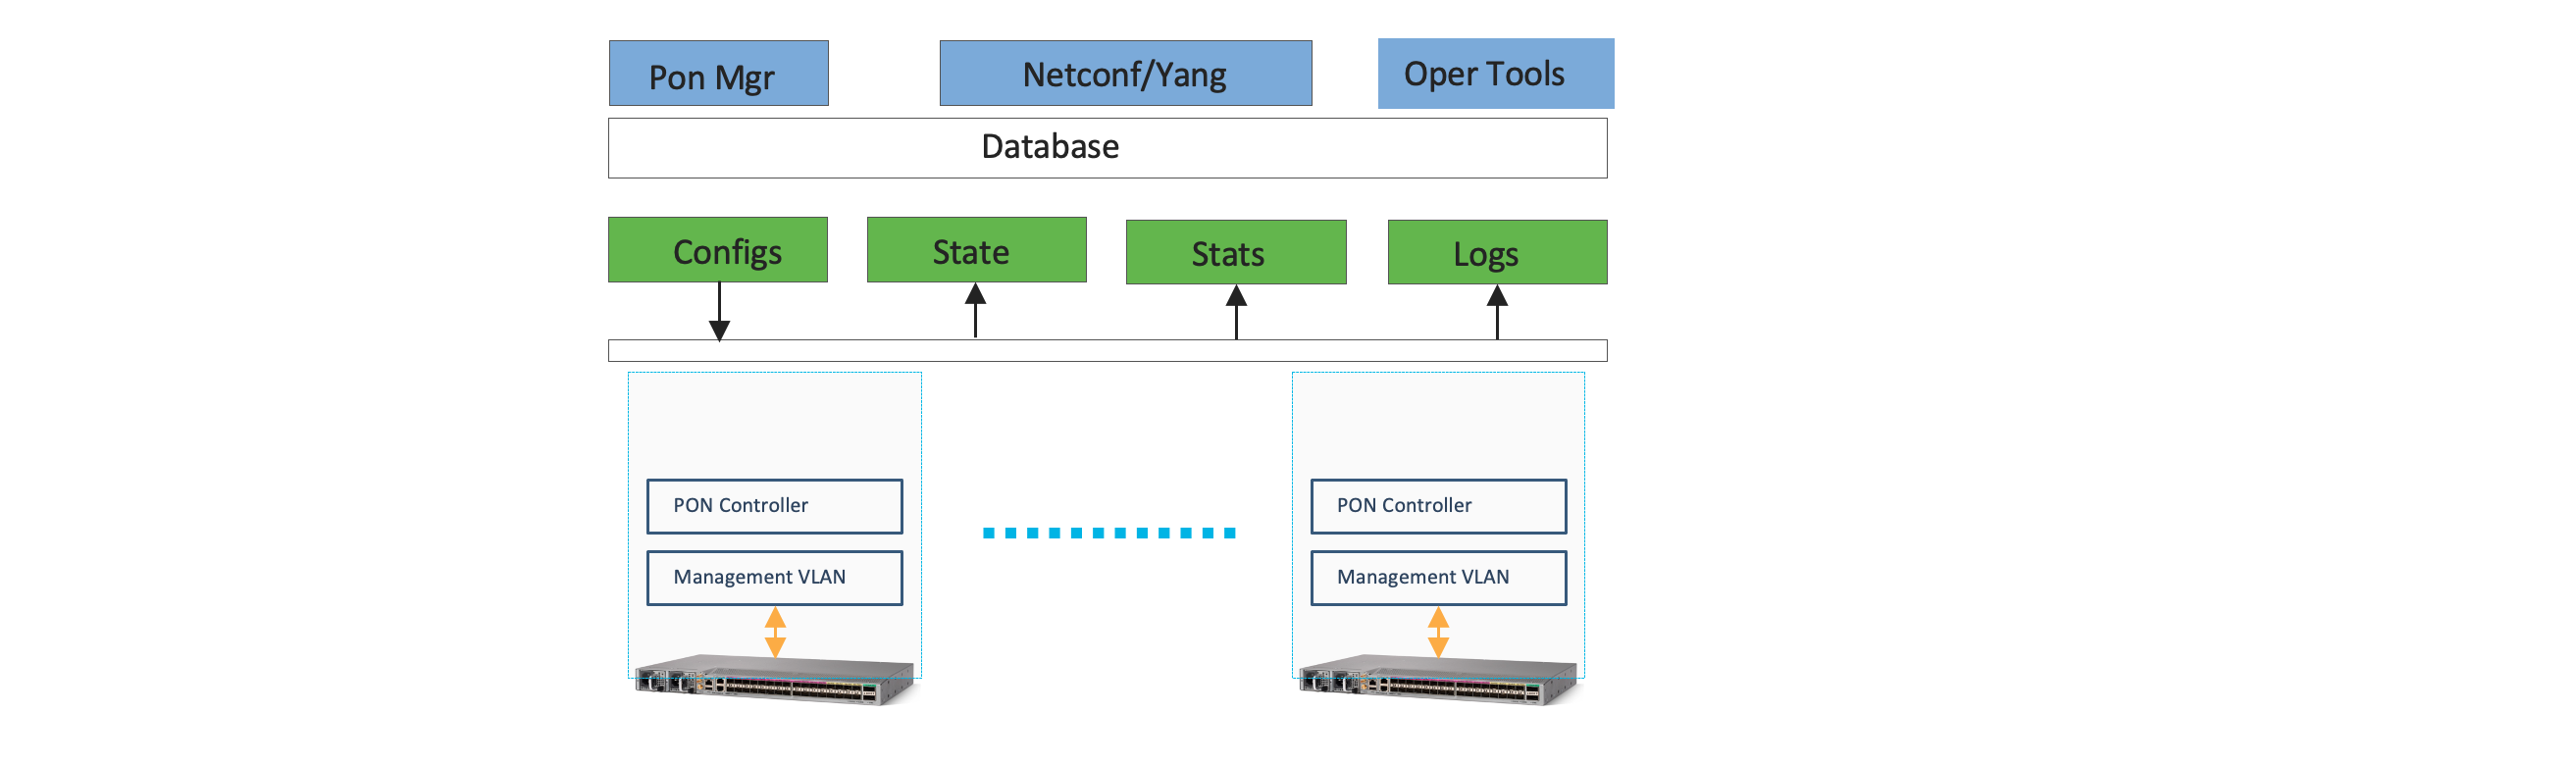 Pon Mgr
Netconf/Yang
Oper Tools
Database
Configs
State
Stats
Logs
PON Controller
PON Controller
Management VLAN
Management VLAN